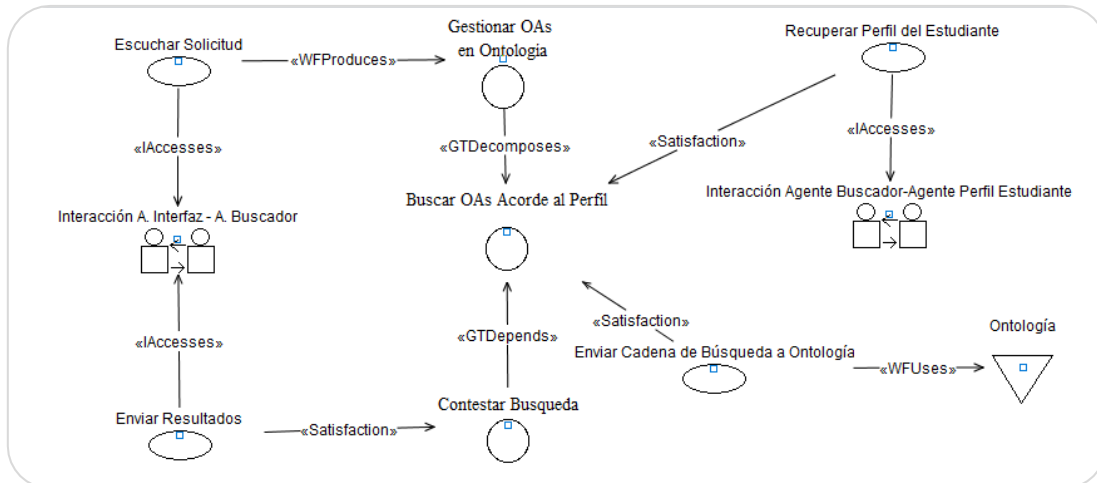 Gestionar OAs
en Ontologia
Escuchar Solicitud
Recuperar Perfil del Estudiante
«WFProduces»
«IAccesses»
«GTDecomposes»
«Satisfaction»
«IAccesses»
Buscar OAs Acorde al Perfil
Interacción Agente Buscador-Agente Perfil Estudiante
Interacción A. Interfaz - A. Buscador
«Satisfaction»
Ontología
«IAccesses»
«GTDepends»
Enviar Cadena de Búsqueda a Ontología
«WFUses»
Contestar Busqueda
Enviar Resultados
«Satisfaction»